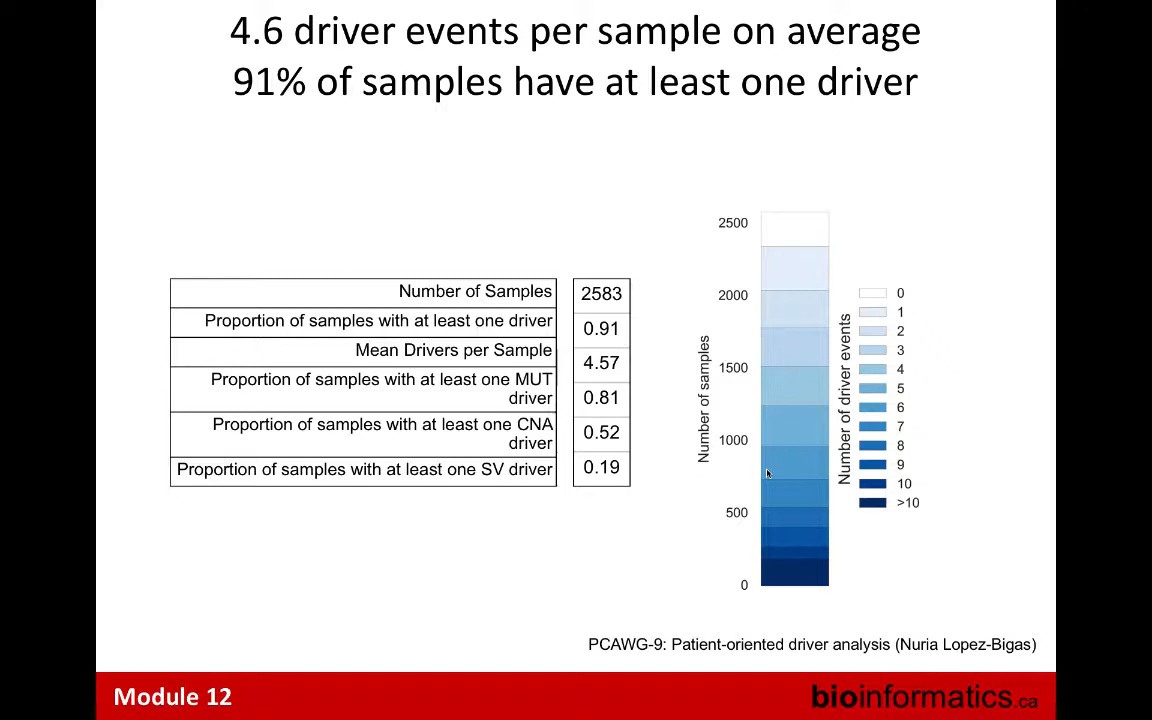 4.6 driver events per sample on average
91% of samples have at least one driver
Number of Samples 2583
Proportion of samples with at least one driver 0.91
Mean Drivers per Sample 4.57
Proportion of samples with at least one MUT
driver 0.81
Proportion of samples with at least one CNA
driver 0.52
Proportion of samples with at least one SV driver 0.19
Number of samples
2500
2000
1500
1000
500
0
Number of driver events
0
1
2
3
4
5
6
7
8
9
10
>10
PCAWG-9: Patient-oriented driver analysis (Nuria Lopez-Bigas)
Module 12
bioinformatics.ca